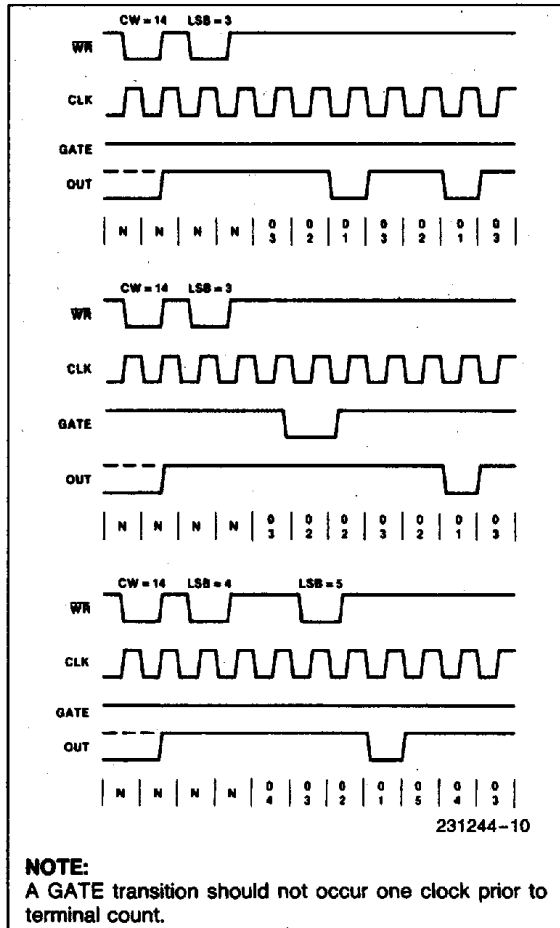 CW = 14 LSB = 3
WR
CLK
GATE
OUT
N N N N 0 3 0 2 0 1 0 3 0 2 0 1 0 3
CW = 14 LSB = 3
WR
CLK
GATE
OUT
N N N N 0 3 0 2 0 2 0 3 0 2 0 1 0 3
CW = 14 LSB = 4 LSB = 5
WR
CLK
GATE
OUT
N N N N 0 4 0 3 0 2 0 1 0 5 0 4 0 3
231244-10
NOTE:
A GATE transition should not occur one clock prior to
terminal count.